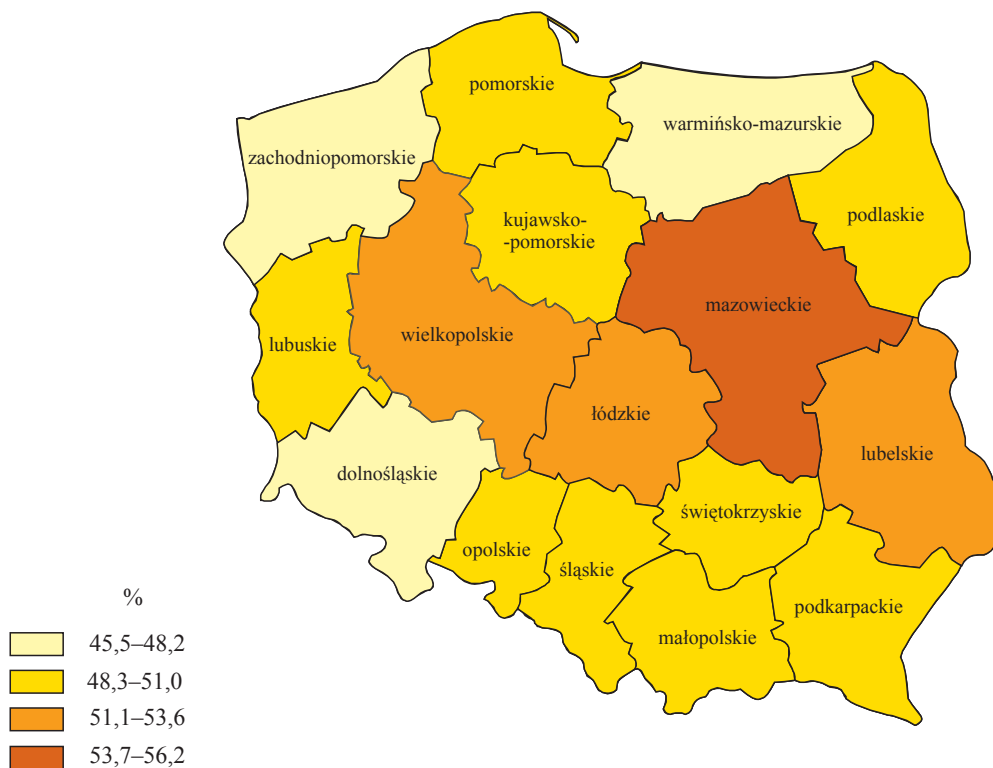 pomorskie
warmińsko-mazurskie
zachodniopomorskie
podlaskie
kujawsko-
-pomorskie
mazowieckie
wielkopolskie
lubuskie
łódzkie
lubelskie
dolnośląskie
świętokrzyskie
opolskie
śląskie
podkarpackie
małopolskie
%
45,5–48,2
48,3–51,0
51,1–53,6
53,7–56,2